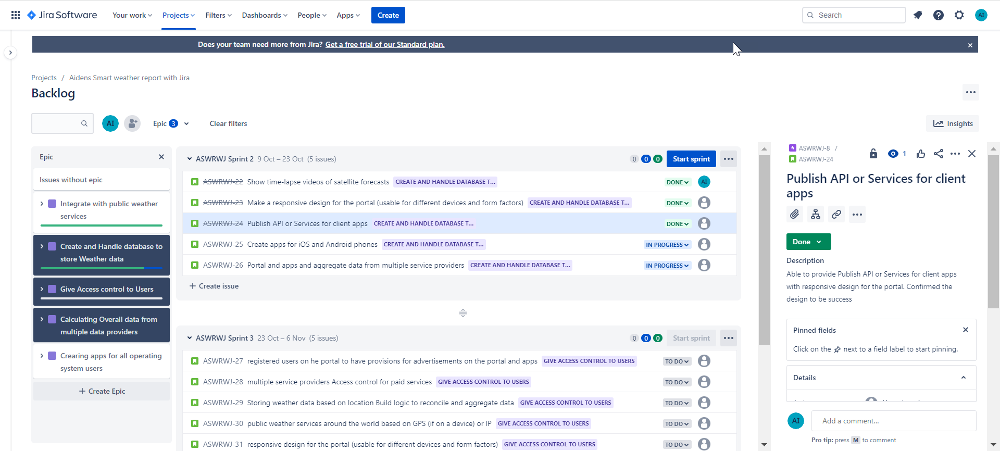 Jira Software
Your work
Projects
Filters
Dashboards
People
Apps
Create
Search
AI
Does your team need more from Jira? Get a free trial of our Standard plan.
Projects / Aidens Smart weather report with Jira
Backlog
AI
Epic 3
Clear filters
Insights
Epic
Issues without epic
Integrate with public weather
services
Create and Handle database to
store Weather data
Give Access control to Users
Calculating Overall data from
multiple data providers
Crearing apps for all operating
system users
Create Epic
ASWRWJ Sprint 2 9 Oct – 23 Oct (5 issues)
0 0 0 Start sprint
ASWRWJ-22 Show time-lapse videos of satellite forecasts CREATE AND HANDLE DATABASE T... DONE AI
ASWRWJ-23 Make a responsive design for the portal (usable for different devices and form factors) CREATE AND HANDLE DATABASE T... DONE
ASWRWJ-24 Publish API or Services for client apps CREATE AND HANDLE DATABASE T... DONE
ASWRWJ-25 Create apps for iOS and Android phones CREATE AND HANDLE DATABASE T... IN PROGRESS
ASWRWJ-26 Portal and apps and aggregate data from multiple service providers CREATE AND HANDLE DATABASE T... IN PROGRESS
Create issue
ASWRWJ Sprint 3 23 Oct – 6 Nov (5 issues)
0 0 0 Start sprint
ASWRWJ-27 registered users on he portal to have provisions for advertisements on the portal and apps GIVE ACCESS CONTROL TO USERS TO DO
ASWRWJ-28 multiple service providers Access control for paid services GIVE ACCESS CONTROL TO USERS TO DO
ASWRWJ-29 Storing weather data based on location Build logic to reconcile and aggregate data GIVE ACCESS CONTROL TO USERS TO DO
ASWRWJ-30 public weather services around the world based on GPS (if on a device) or IP GIVE ACCESS CONTROL TO USERS TO DO
ASWRWJ-31 responsive design for the portal (usable for different devices and form factors) GIVE ACCESS CONTROL TO USERS TO DO
ASWRWJ-8 /
ASWRWJ-24
1
Publish API or Services for client
apps
Done
Description
Able to provide Publish API or Services for client apps
with responsive design for the portal. Confirmed the
design to be success
Pinned fields
Click on the next to a field label to start pinning.
Details
AI
Add a comment...
Pro tip: press M to comment